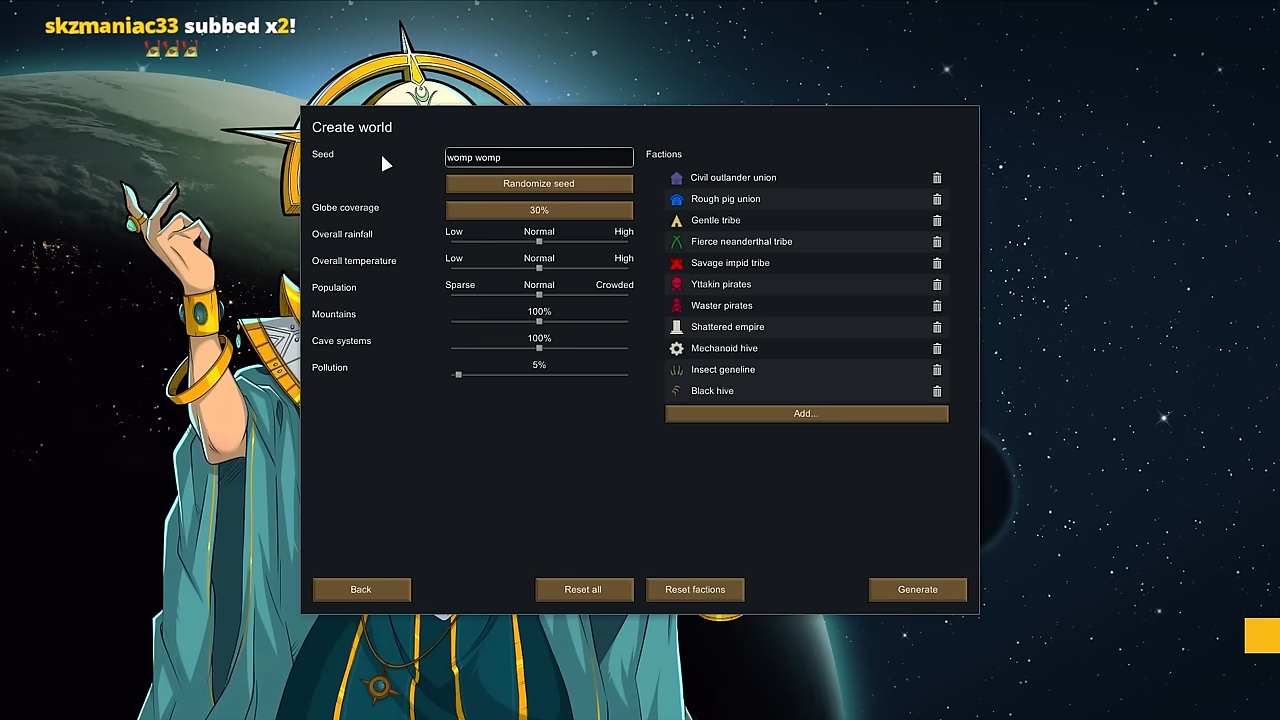 skzmaniac33 subbed x2!
Create world
Seed
womp womp
Randomize seed
Globe coverage
30%
Overall rainfall
Low Normal High
Overall temperature
Low Normal High
Population
Sparse Normal Crowded
Mountains
100%
Cave systems
100%
Pollution
5%
Factions
Civil outlander union
Rough pig union
Gentle tribe
Fierce neanderthal tribe
Savage impid tribe
Yttakin pirates
Waster pirates
Shattered empire
Mechanoid hive
Insect geneline
Black hive
Add...
Back
Reset all
Reset factions
Generate